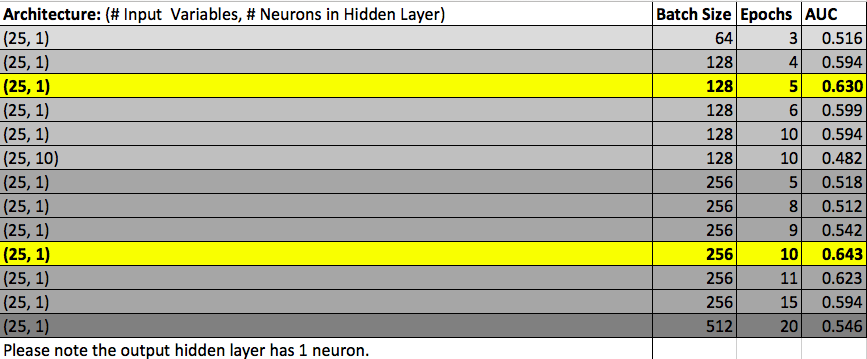 Architecture: (# Input Variables, # Neurons in Hidden Layer) Batch Size Epochs AUC
(25, 1) 64 3 0.516
(25, 1) 128 4 0.594
(25, 1) 128 5 0.630
(25, 1) 128 6 0.599
(25, 1) 128 10 0.594
(25, 10) 128 10 0.482
(25, 1) 256 5 0.518
(25, 1) 256 8 0.512
(25, 1) 256 9 0.542
(25, 1) 256 10 0.643
(25, 1) 256 11 0.623
(25, 1) 256 15 0.594
(25, 1) 512 20 0.546
Please note the output hidden layer has 1 neuron.